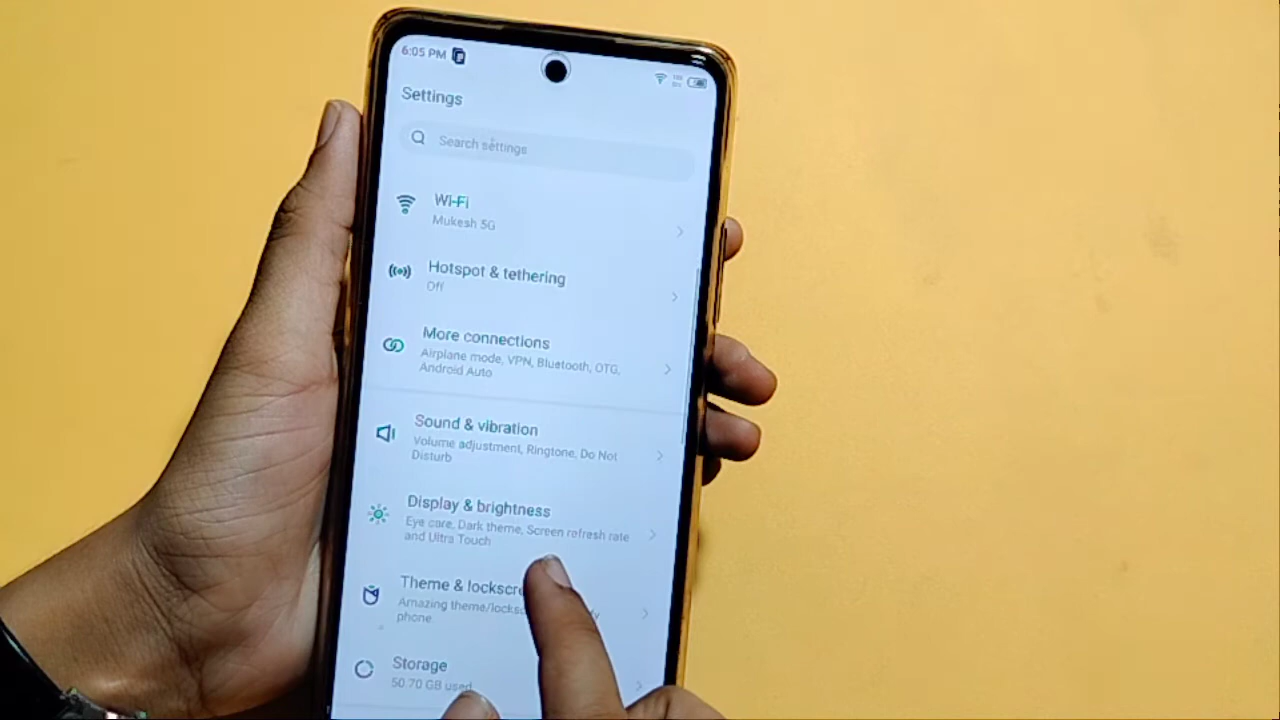 6:05 PM
Settings
Search settings
Wi-Fi
Mukesh 5G
Hotspot & tethering
Off
More connections
Airplane mode, VPN, Bluetooth, OTG,
Android Auto
Sound & vibration
Volume adjustment, Ringtone, Do Not
Disturb
Display & brightness
Eye care, Dark theme, Screen refresh rate
and Ultra Touch
Theme & lockscre
Amazing theme/locksc
phone.
Storage
50.70 GB used